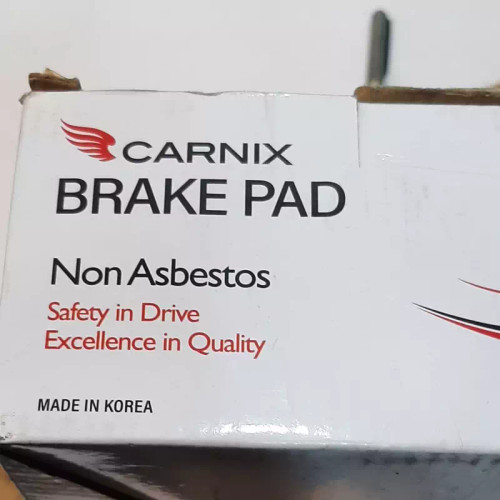 CARNIX
BRAKE PAD
Non Asbestos
Safety in Drive
Excellence in Quality
MADE IN KOREA